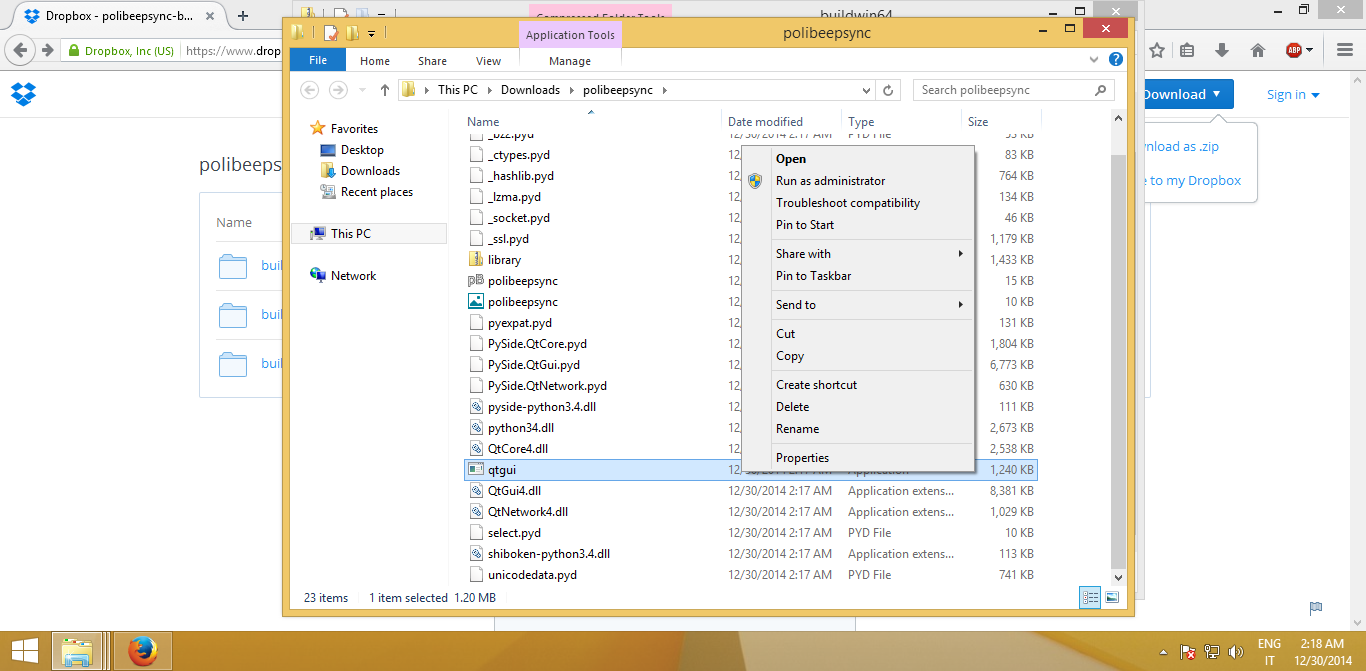 Dropbox - polibeepsync-b...
Dropbox, Inc (US)
https://www.drop
Compressed Folder Tools
buildwin64
Application Tools
polibeepsync
File
Home
Share
View
Manage
This PC
Downloads
polibeepsync
Search polibeepsync
ABP
Download
Sign in
polibeeps
Name
bui
bui
bui
to my Dropbox
Favorites
Desktop
Downloads
Recent places
This PC
Network
Name Date modified Type Size
_bz2.pyd 12/30/2014 2:17 AM PYD File 53 KB
_ctypes.pyd 12/ 83 KB
_hashlib.pyd 12/ 764 KB
_lzma.pyd 12/ 134 KB
_socket.pyd 12/ 46 KB
_ssl.pyd 12/ 1,179 KB
library 12/ 1,433 KB
polibeepsync 12/ 15 KB
polibeepsync 12/ 10 KB
pyexpat.pyd 12/ 131 KB
PySide.QtCore.pyd 12/ 1,804 KB
PySide.QtGui.pyd 12/ 6,773 KB
PySide.QtNetwork.pyd 12/ 630 KB
pyside-python3.4.dll 12/ 111 KB
python34.dll 12/ 2,673 KB
QtCore4.dll 12/ 2,538 KB
qtgui 12/30/2014 2:17 AM Application 1,240 KB
QtGui4.dll 12/30/2014 2:17 AM Application extens... 8,381 KB
QtNetwork4.dll 12/30/2014 2:17 AM Application extens... 1,029 KB
select.pyd 12/30/2014 2:17 AM PYD File 10 KB
shiboken-python3.4.dll 12/30/2014 2:17 AM Application extens... 113 KB
unicodedata.pyd 12/30/2014 2:17 AM PYD File 741 KB
Open
Run as administrator
Troubleshoot compatibility
Pin to Start
Share with
Pin to Taskbar
Send to
Cut
Copy
Create shortcut
Delete
Rename
Properties
nload as .zip
23 items 1 item selected 1.20 MB
ENG 2:18 AM
IT 12/30/2014